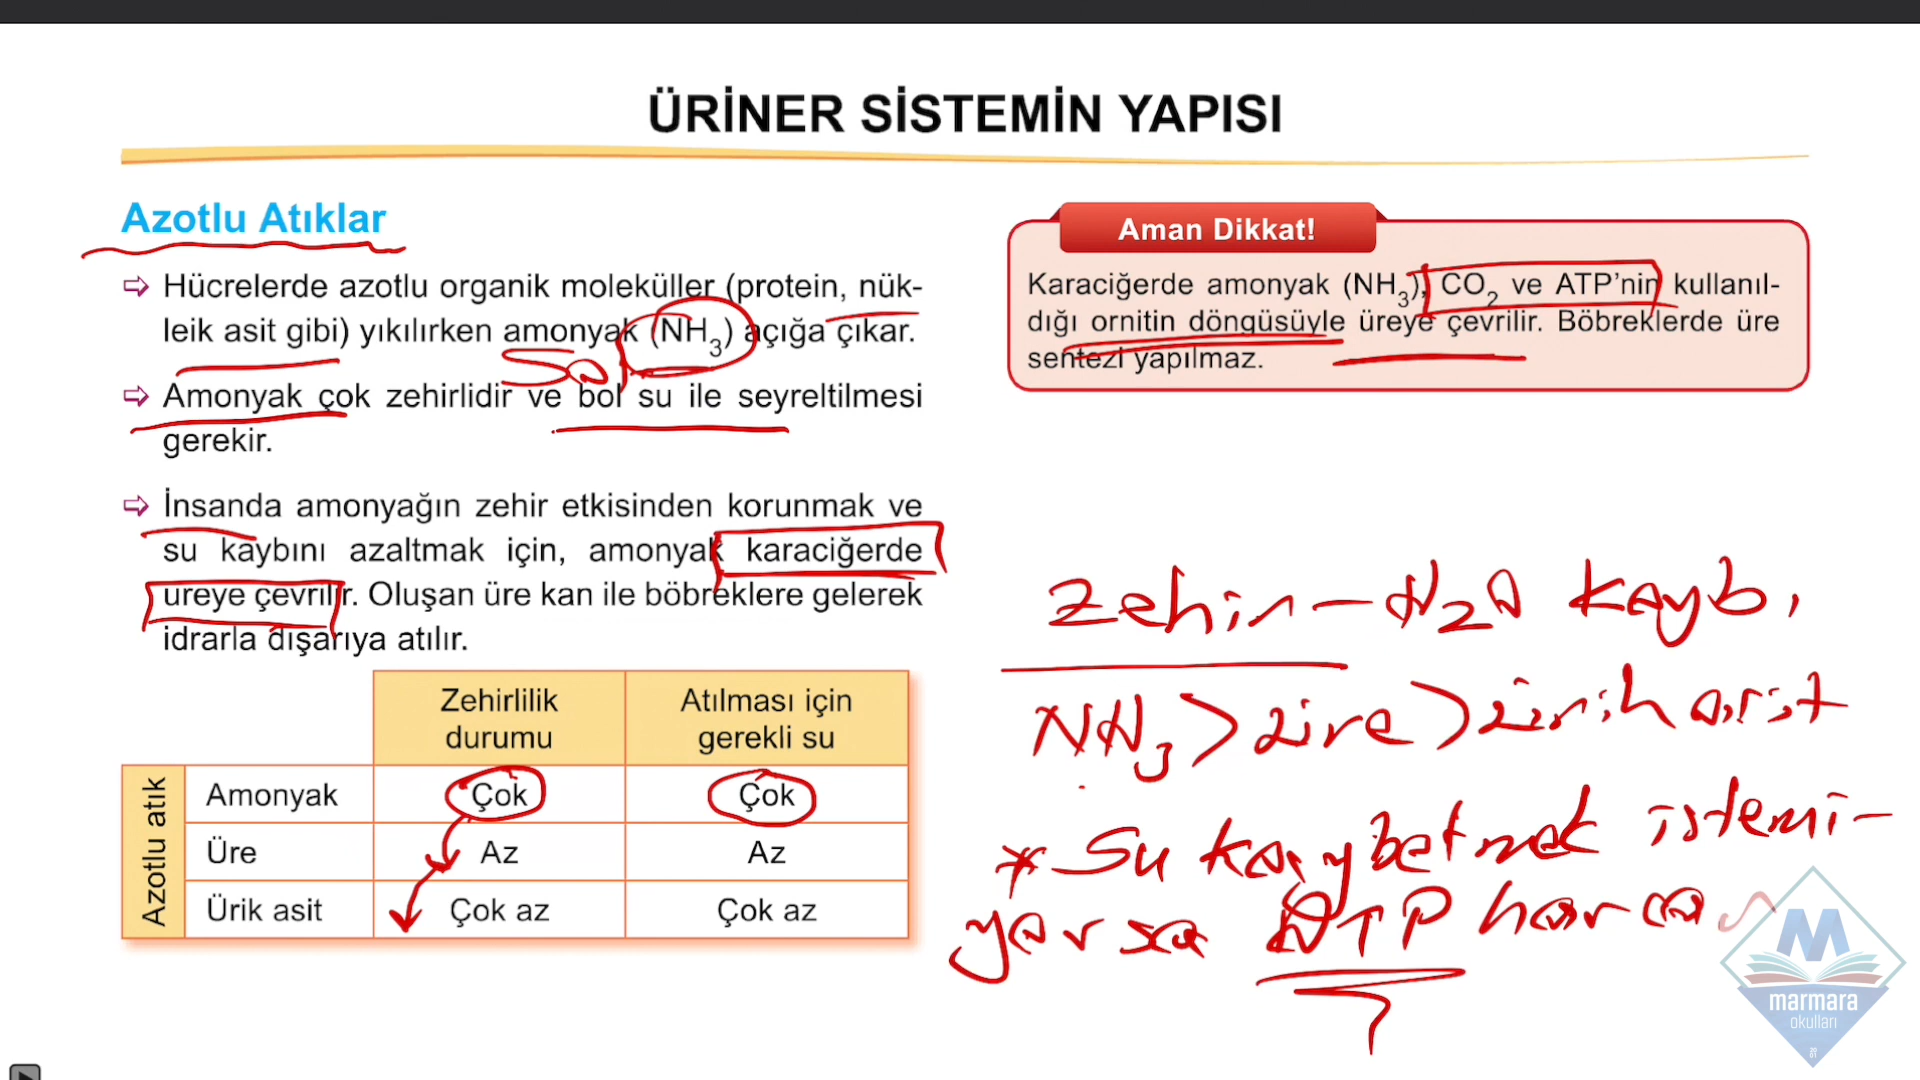 ÜRİNER SİSTEMİN YAPISI
Azotlu Atıklar
⇨ Hücrelerde azotlu organik moleküller (protein, nük-
leik asit gibi) yıkılırken amonyak (NH3) açığa çıkar.
⇨ Amonyak çok zehirlidir ve bol su ile seyreltilmesi
gerekir.
⇨ İnsanda amonyağın zehir etkisinden korunmak ve
su kaybını azaltmak için, amonyak karaciğerde
üreye çevrilir. Oluşan üre kan ile böbreklere gelerek
idrarla dışarıya atılır.
Zehirlilik durumu
Atılması için gerekli su
Azotlu atık
Amonyak Çok Çok
Üre Az Az
Ürik asit Çok az Çok az
Aman Dikkat!
Karaciğerde amonyak (NH3), CO2 ve ATP'nin kullanıl-
dığı ornitin döngüsüyle üreye çevrilir. Böbreklerde üre
sentezi yapılmaz.
Zehir – H2O kaybı
NH3 > üre > ürik asit
* Su kaybetmek istemi-
yorsa ATP harcar
marmara
okulları